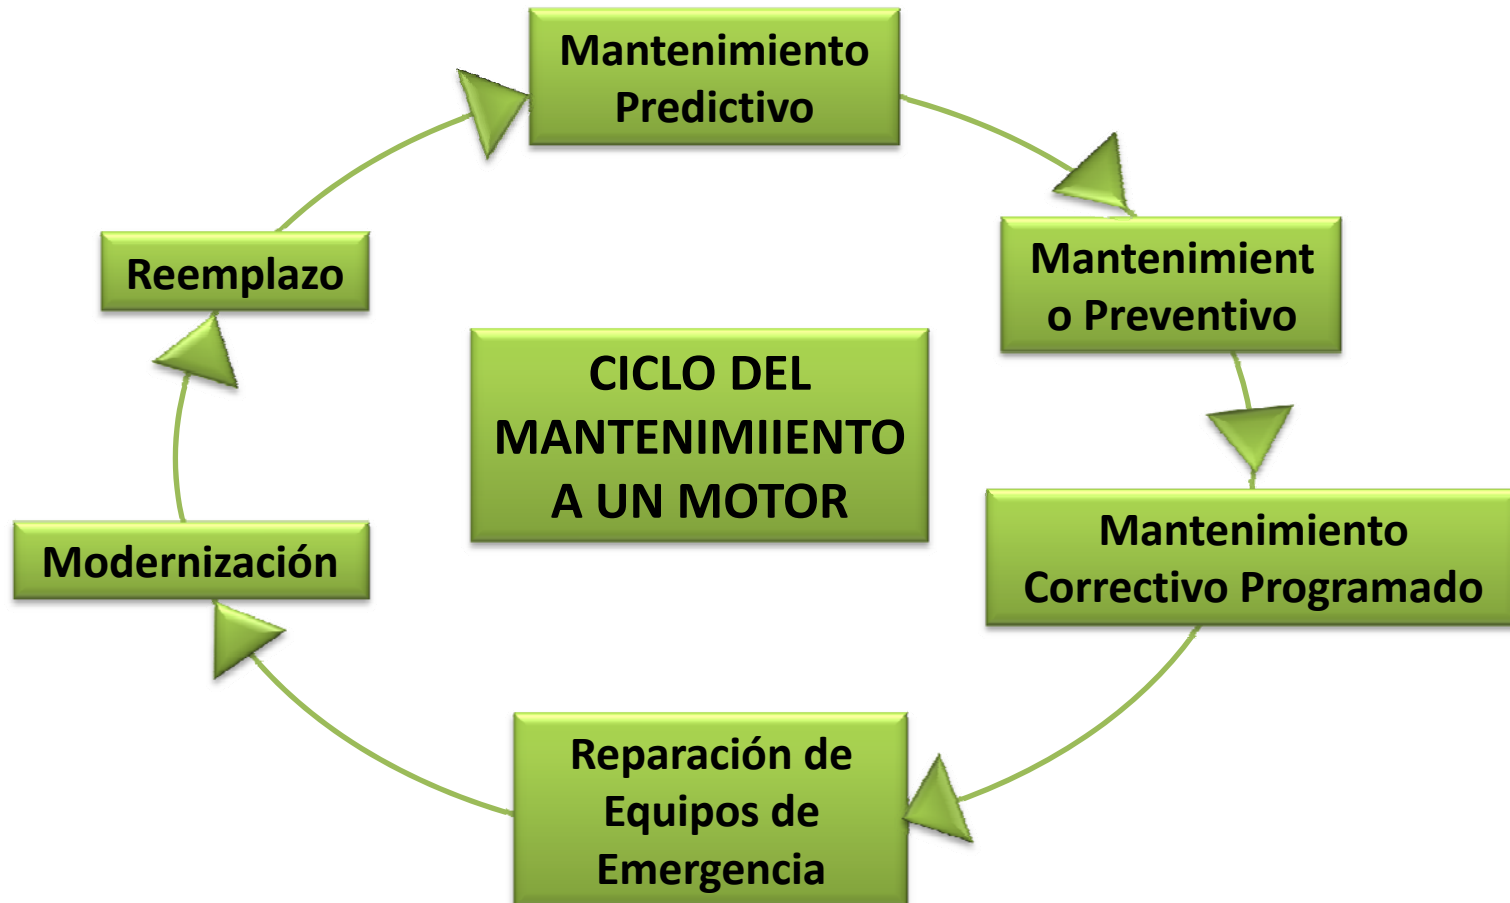 Mantenimiento
Predictivo
Mantenimient
o Preventivo
Mantenimiento
Correctivo Programado
Reparación de
Equipos de
Emergencia
Modernización
Reemplazo
CICLO DEL
MANTENIMIIENTO
A UN MOTOR